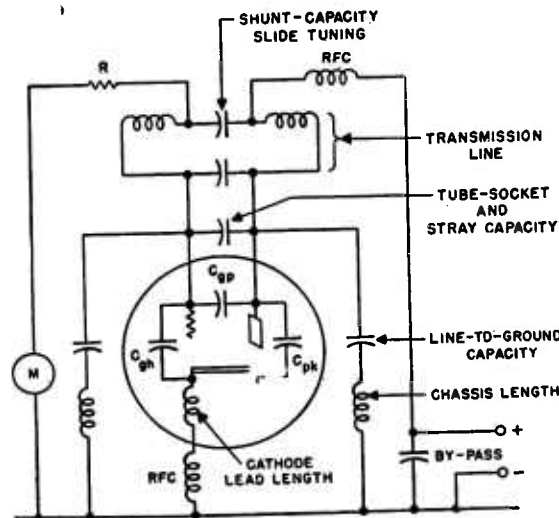 SHUNT-CAPACITY
SLIDE TUNING
R
RFC
TRANSMISSION
LINE
TUBE-SOCKET
AND
STRAY CAPACITY
Cgp
Cgh
Cpk
LINE-TO-GROUND
CAPACITY
M
CHASSIS LENGTH
+
BY-PASS
CATHODE
LEAD LENGTH
RFC
-